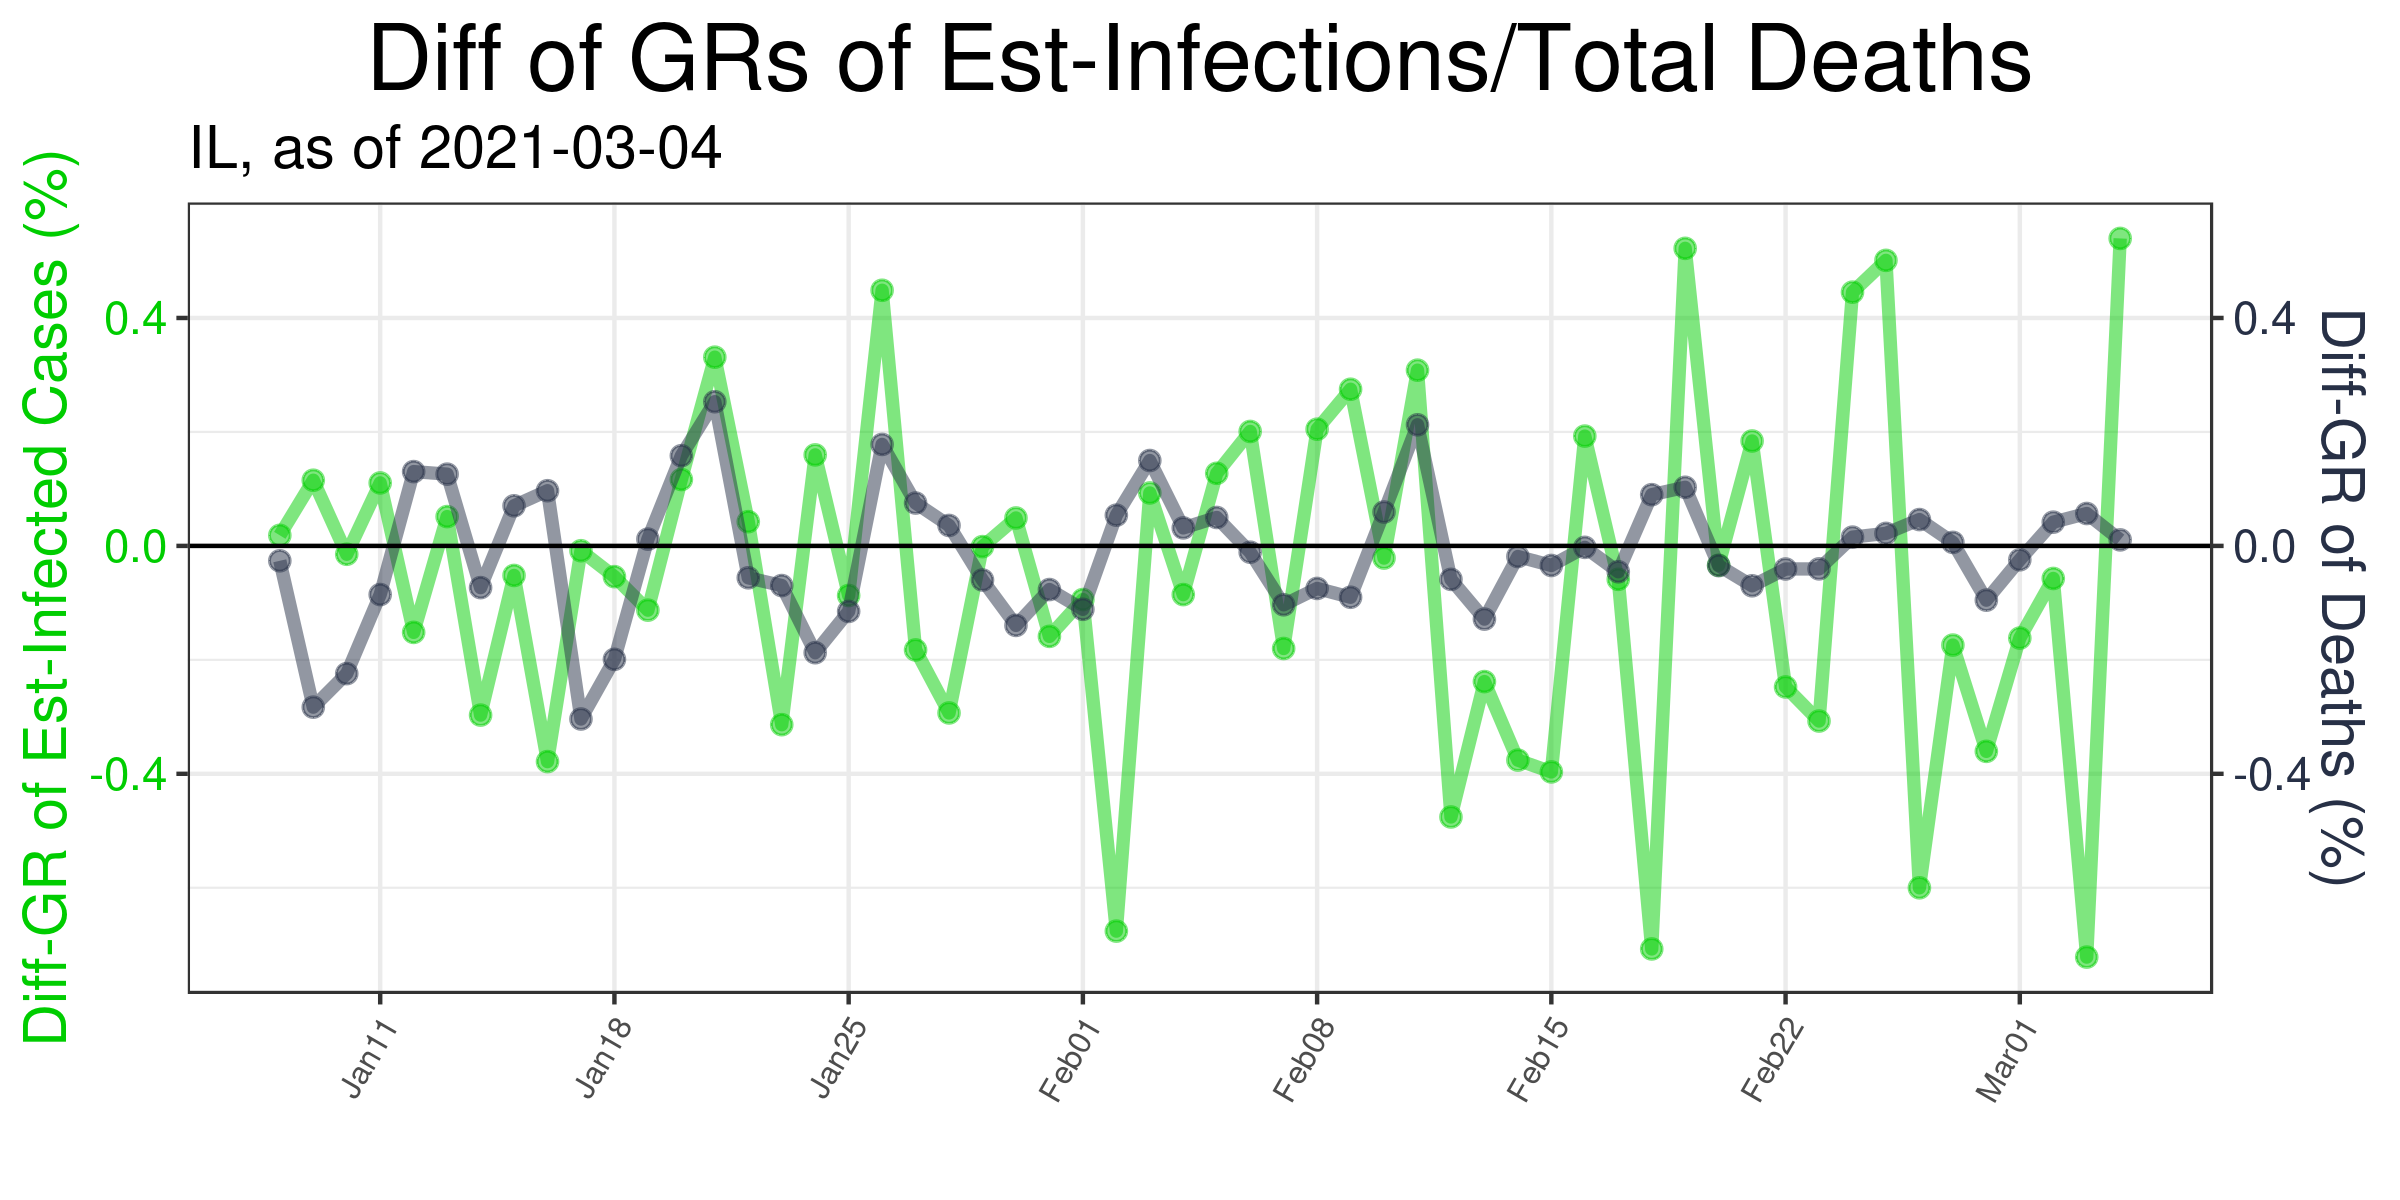 Diff of GRs of Est-Infections/Total Deaths
IL, as of 2021-03-04
Diff-GR of Est-Infected Cases (%)
0.4
0.0
-0.4
0.4
0.0
-0.4
Diff-GR of Deaths (%)
Jan11
Jan18
Jan25
Feb01
Feb08
Feb15
Feb22
Mar01